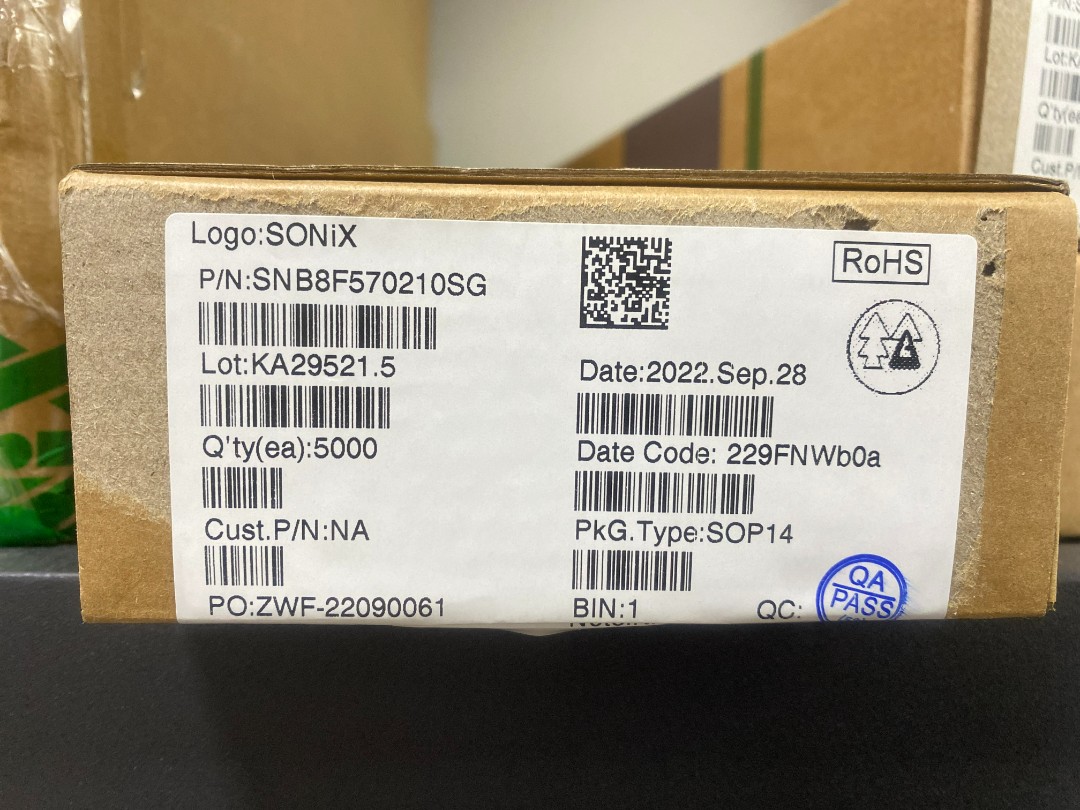 Logo:SONiX
P/N:SNB8F570210SG
Lot:KA29521.5
Q'ty(ea):5000
Cust.P/N:NA
PO:ZWF-22090061
RoHS
Date:2022.Sep.28
Date Code: 229FNWb0a
PkG.Type:SOP14
BIN:1
QC:
QA
PASS
Cust.P/